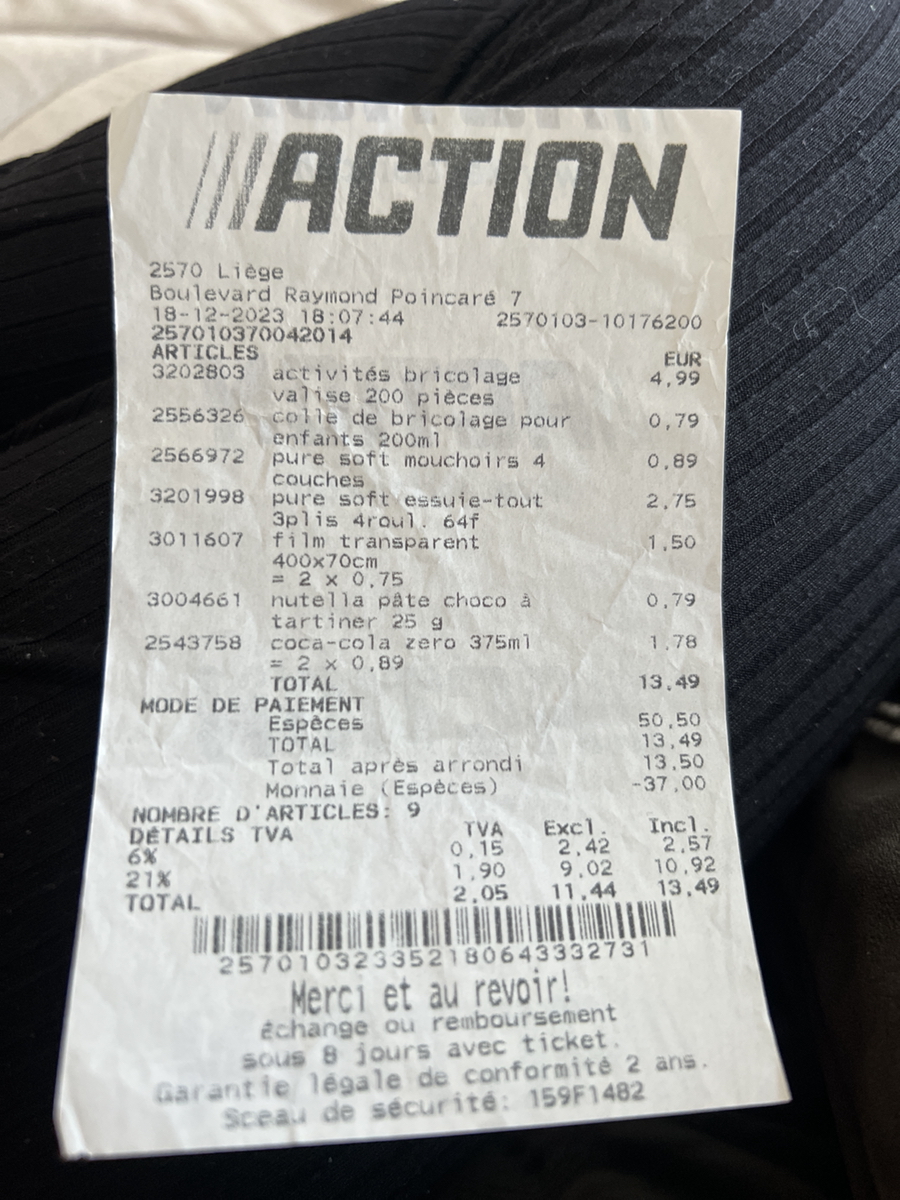 ///ACTION
2570 Liège
Boulevard Raymond Poincaré 7
18-12-2023 18:07:44 2570103-10176200
257010370042014
ARTICLES EUR
3202803 activités bricolage 4,99
valise 200 pièces
2556326 colle de bricolage pour 0,79
enfants 200ml
2566972 pure soft mouchoirs 4 0,89
couches
3201998 pure soft essuie-tout 2,75
3plis 4roul. 64f
3011607 film transparent 1,50
400x70cm
= 2 x 0,75
3004661 nutella pâte choco à 0,79
tartiner 25 g
2543758 coca-cola zero 375ml 1,78
= 2 x 0,89
TOTAL 13,49
MODE DE PAIEMENT
Espèces 50,50
TOTAL 13,49
Total après arrondi 13,50
Monnaie (Espèces) -37,00
NOMBRE D'ARTICLES: 9
DÉTAILS TVA TVA Excl. Incl.
6% 0,15 2,42 2,57
21% 1,90 9,02 10,92
TOTAL 2,05 11,44 13,49
2570103233521806433332731
Merci et au revoir!
échange ou remboursement
sous 8 jours avec ticket.
Garantie légale de conformité 2 ans.
Sceau de sécurité: 159F1482